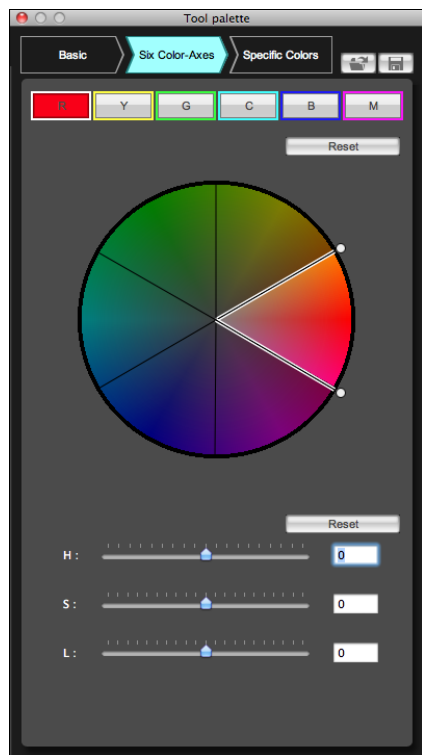 Tool palette
Basic Six Color-Axes Specific Colors
R Y G C B M
Reset
Reset
H : 0
S : 0
L : 0